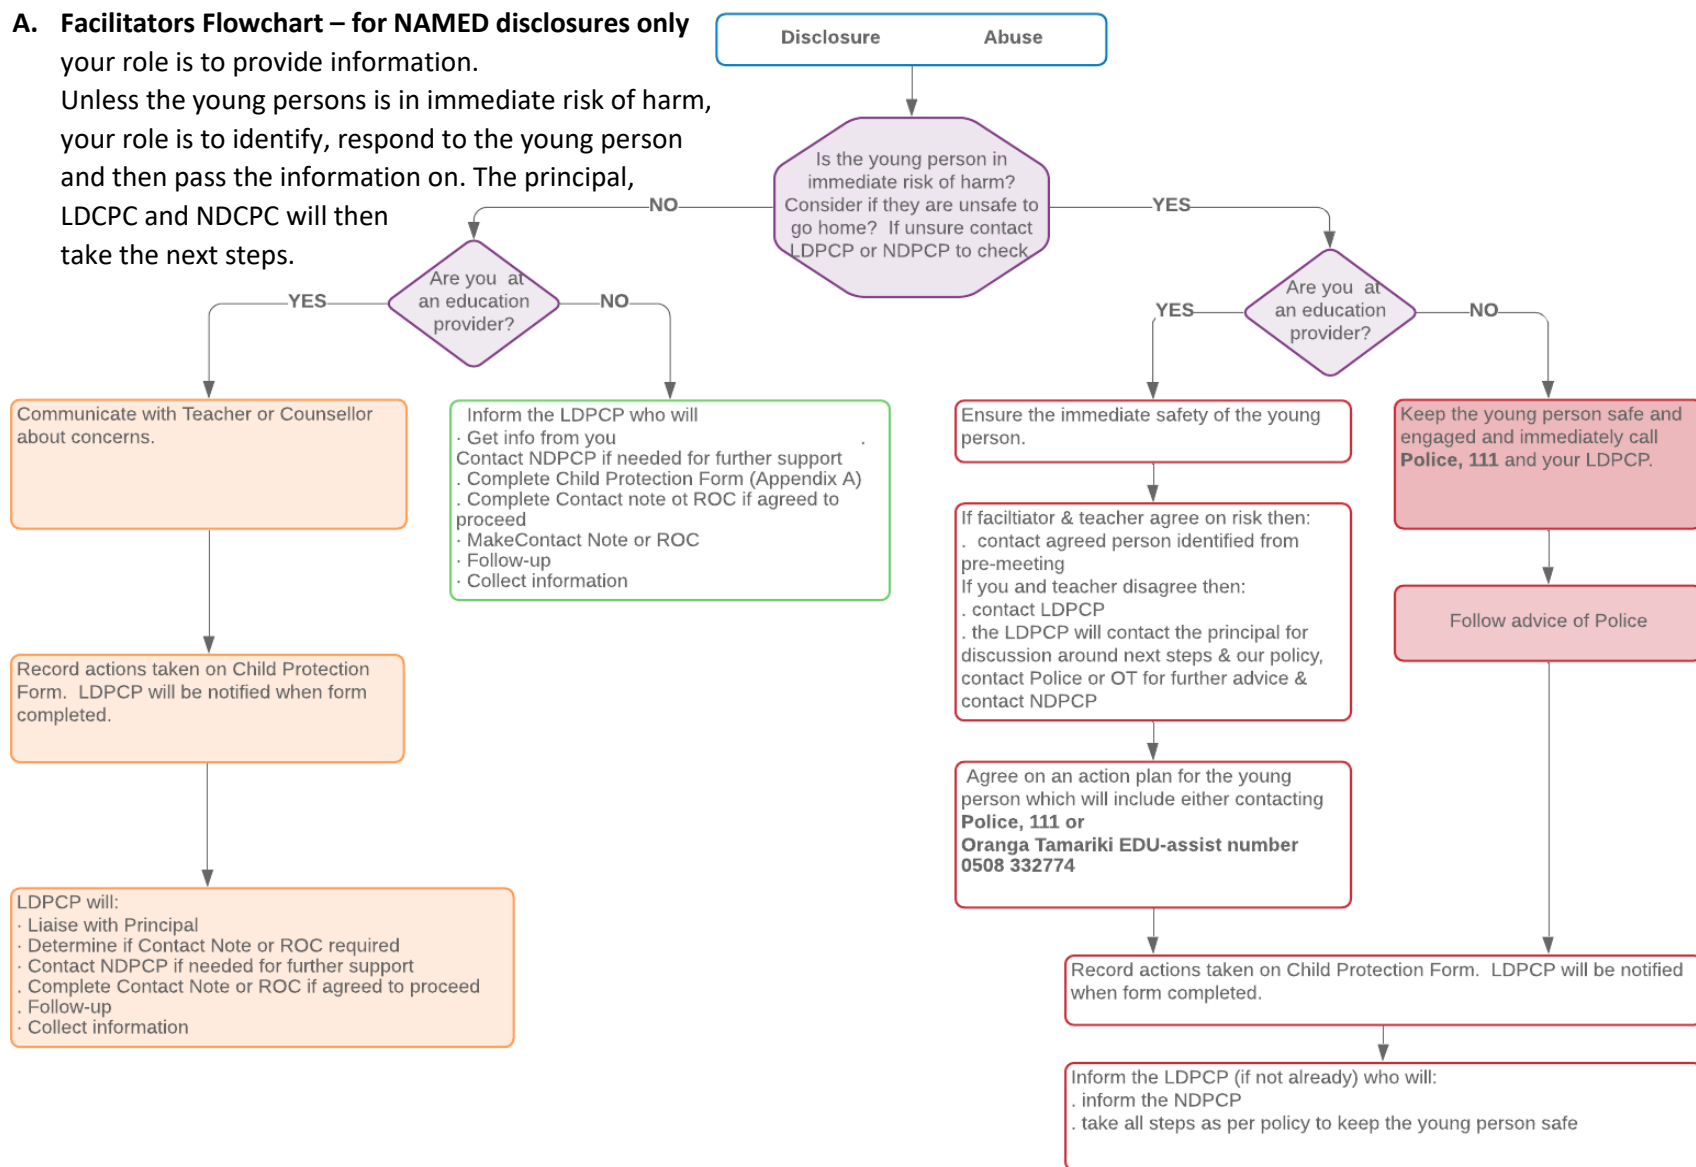 A. Facilitators Flowchart – for NAMED disclosures only
your role is to provide information.
Unless the young persons is in immediate risk of harm,
your role is to identify, respond to the young person
and then pass the information on. The principal,
LDCPC and NDCPC will then
take the next steps.
Disclosure Abuse
Is the young person in
immediate risk of harm?
Consider if they are unsafe to
go home? If unsure contact
LDPCP or NDPCP to check
NO
YES
Are you at
an education
provider?
YES
NO
Are you at
an education
provider?
YES
NO
Communicate with Teacher or Counsellor
about concerns.
Inform the LDPCP who will
· Get info from you .
Contact NDPCP if needed for further support
. Complete Child Protection Form (Appendix A)
. Complete Contact note ot ROC if agreed to
proceed
· MakeContact Note or ROC
· Follow-up
· Collect information
Ensure the immediate safety of the young
person.
Keep the young person safe and
engaged and immediately call
Police, 111 and your LDPCP.
If faciltiator & teacher agree on risk then:
. contact agreed person identified from
pre-meeting
If you and teacher disagree then:
. contact LDPCP
. the LDPCP will contact the principal for
discussion around next steps & our policy,
contact Police or OT for further advice &
contact NDPCP
Follow advice of Police
Record actions taken on Child Protection
Form. LDPCP will be notified when form
completed.
Agree on an action plan for the young
person which will include either contacting
Police, 111 or
Oranga Tamariki EDU-assist number
0508 332774
LDPCP will:
· Liaise with Principal
· Determine if Contact Note or ROC required
· Contact NDPCP if needed for further support
. Complete Contact Note or ROC if agreed to proceed
. Follow-up
· Collect information
Record actions taken on Child Protection Form. LDPCP will be notified
when form completed.
Inform the LDPCP (if not already) who will:
. inform the NDPCP
. take all steps as per policy to keep the young person safe